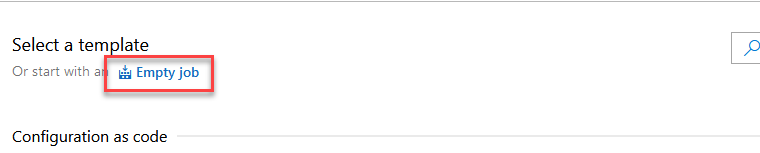 Select a template
Or start with an Empty job
Configuration as code